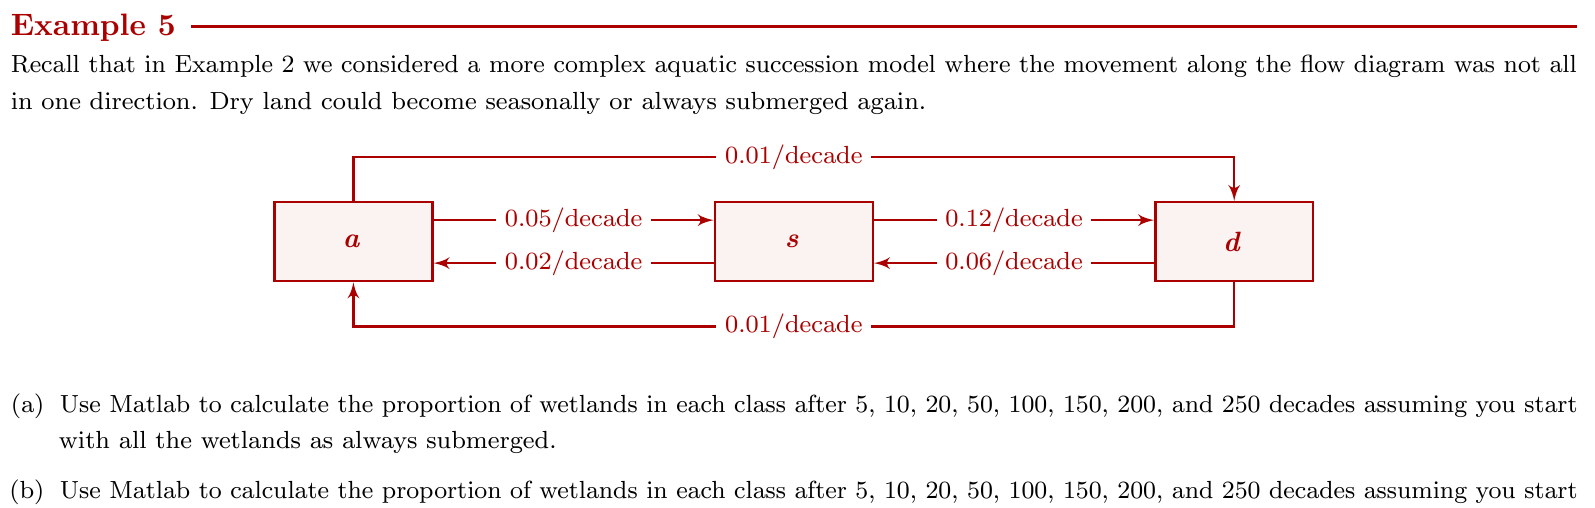 Example 5
Recall that in Example 2 we considered a more complex aquatic succession model where the movement along the flow diagram was not all
in one direction. Dry land could become seasonally or always submerged again.
0.01/decade
0.05/decade
0.12/decade
a
s
d
0.02/decade
0.06/decade
0.01/decade
(a) Use Matlab to calculate the proportion of wetlands in each class after 5, 10, 20, 50, 100, 150, 200, and 250 decades assuming you start
with all the wetlands as always submerged.
(b) Use Matlab to calculate the proportion of wetlands in each class after 5, 10, 20, 50, 100, 150, 200, and 250 decades assuming you start